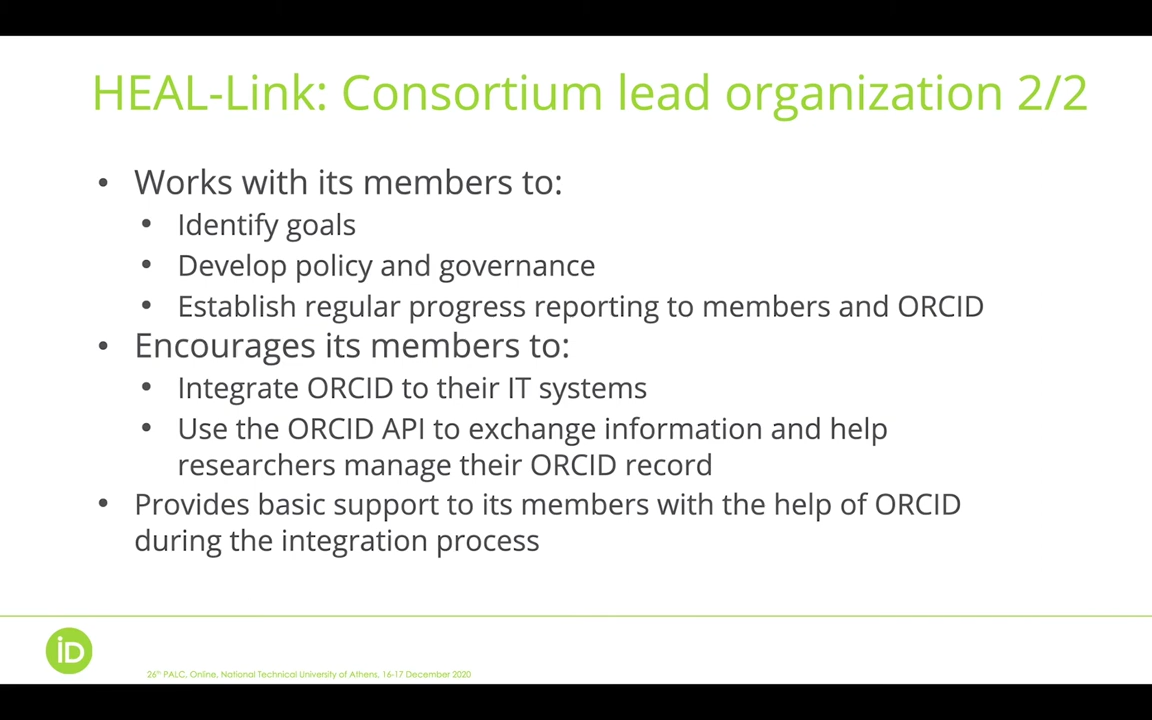 HEAL-Link: Consortium lead organization 2/2
• Works with its members to:
• Identify goals
• Develop policy and governance
• Establish regular progress reporting to members and ORCID
• Encourages its members to:
• Integrate ORCID to their IT systems
• Use the ORCID API to exchange information and help
researchers manage their ORCID record
• Provides basic support to its members with the help of ORCID
during the integration process
iD
26th PALC, Online, National Technical University of Athens, 16-17 December 2020